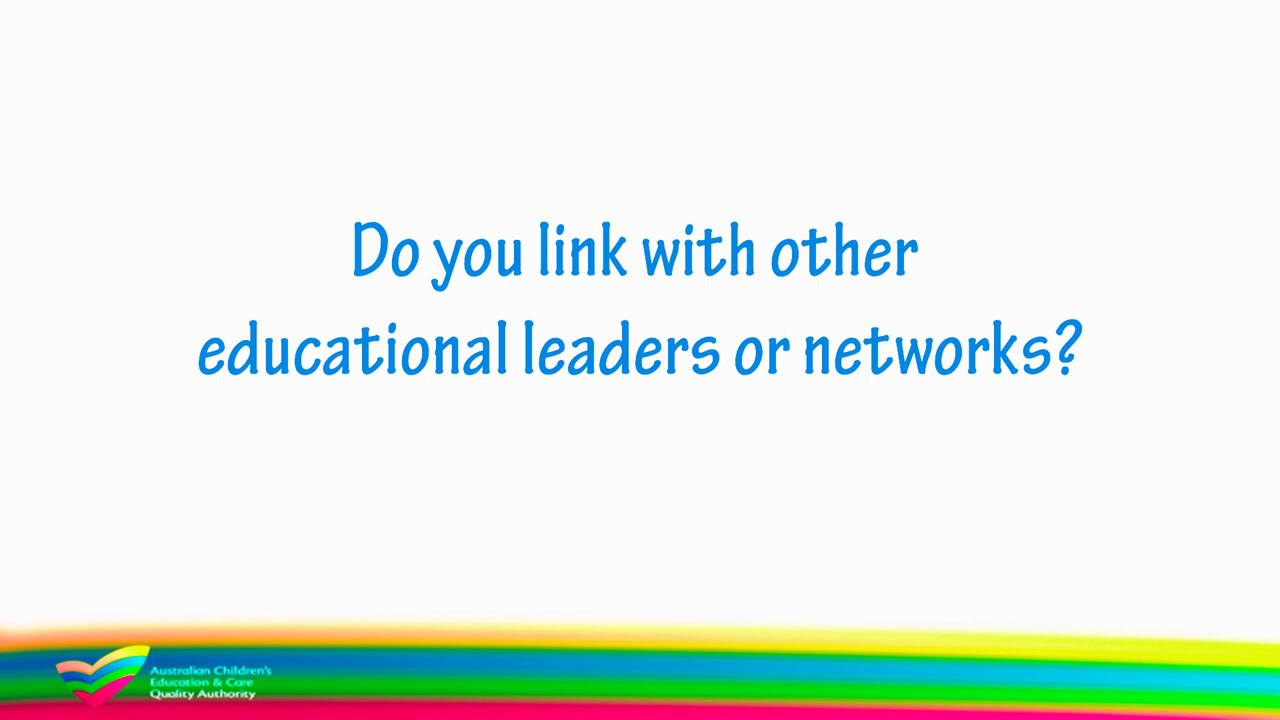 Do you link with other
educational leaders or networks?
Australian Children's
Education & Care
Quality Authority